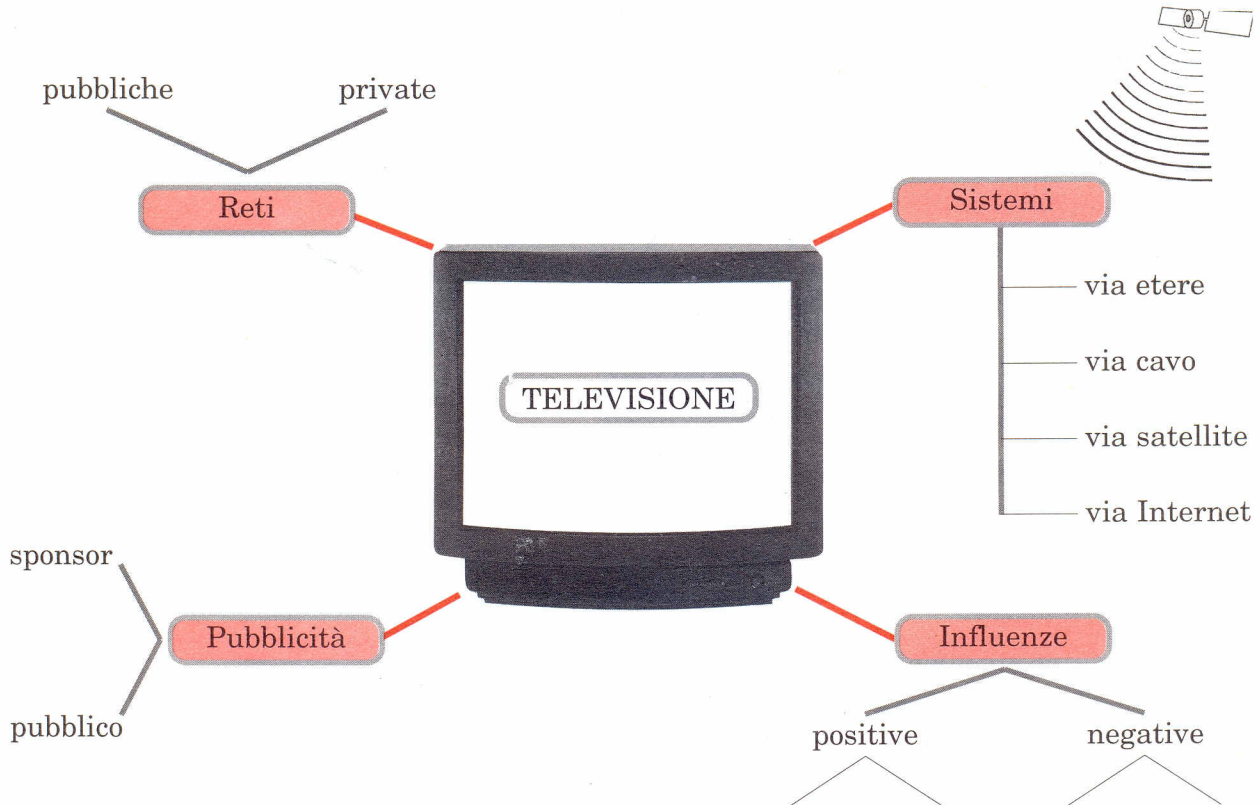 pubbliche private
Reti
Sistemi
via etere
via cavo
TELEVISIONE
via satellite
via Internet
sponsor
Pubblicità
pubblico
Influenze
positive negative